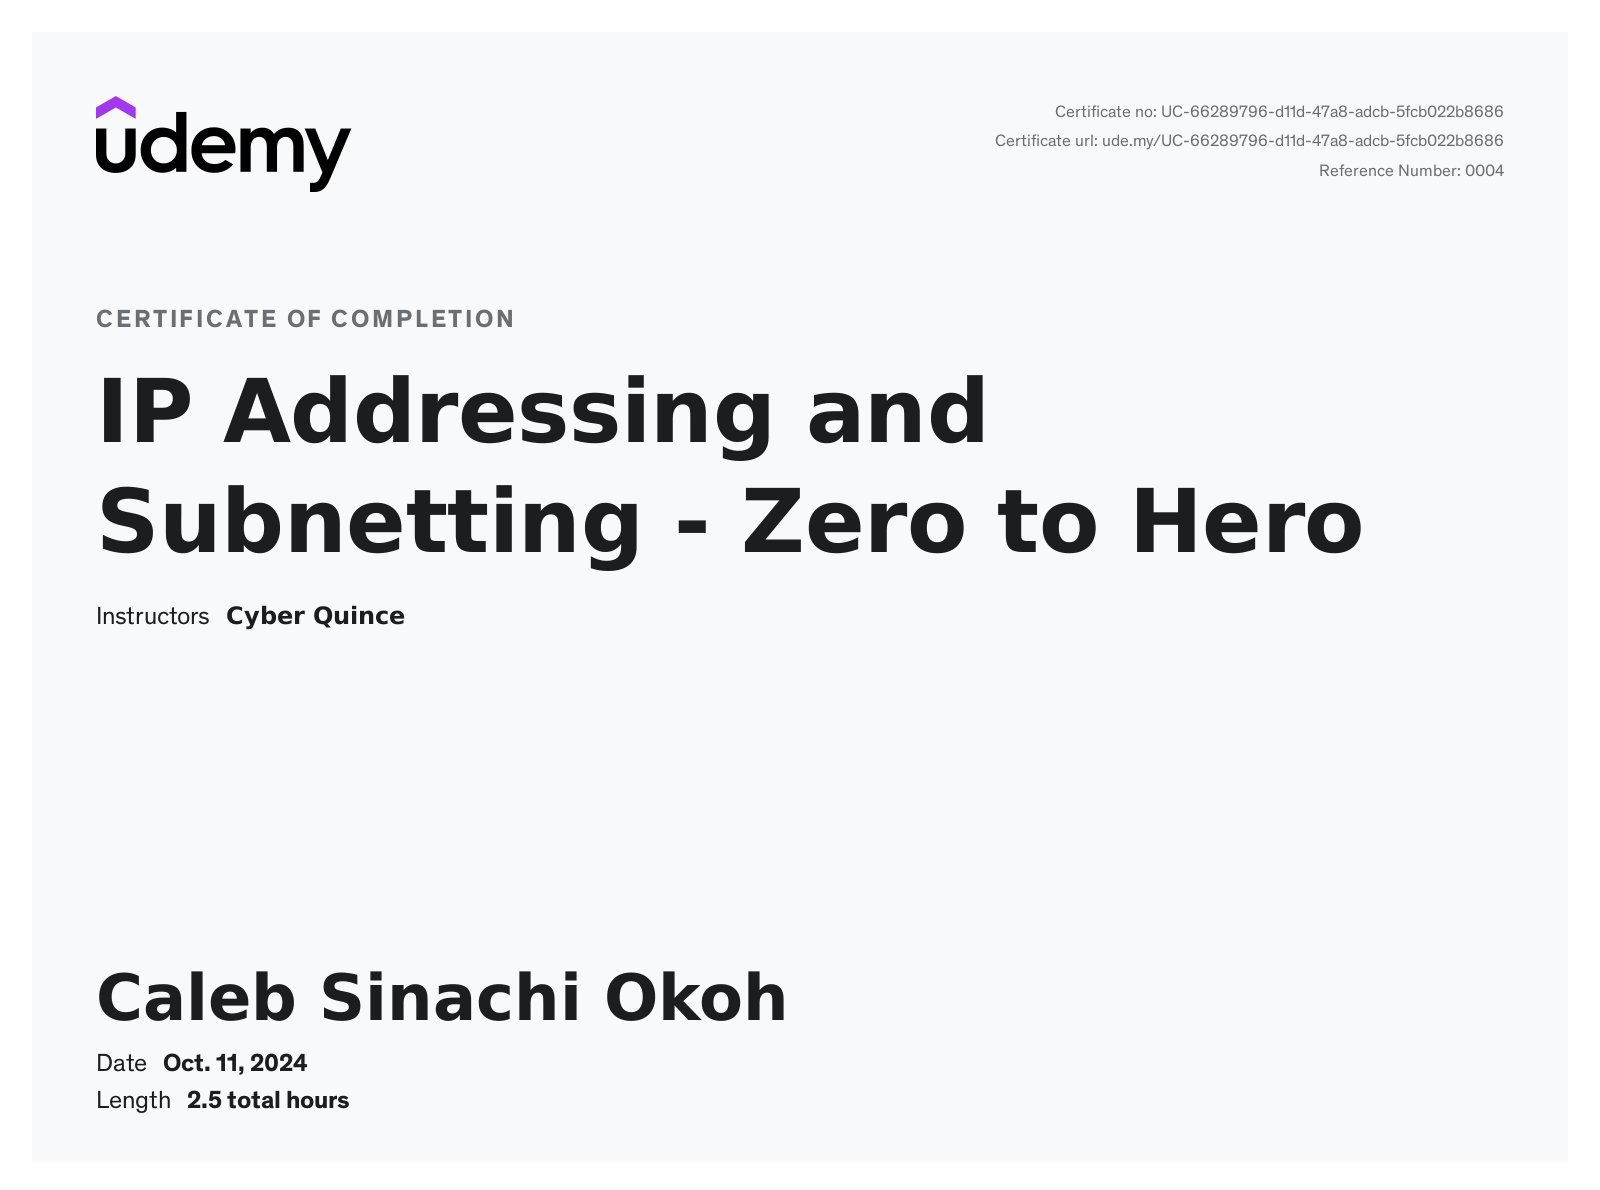 udemy
Certificate no: UC-66289796-d11d-47a8-adcb-5fcb022b8686
Certificate url: ude.my/UC-66289796-d11d-47a8-adcb-5fcb022b8686
Reference Number: 0004
CERTIFICATE OF COMPLETION
IP Addressing and
Subnetting - Zero to Hero
Instructors Cyber Quince
Caleb Sinachi Okoh
Date Oct. 11, 2024
Length 2.5 total hours